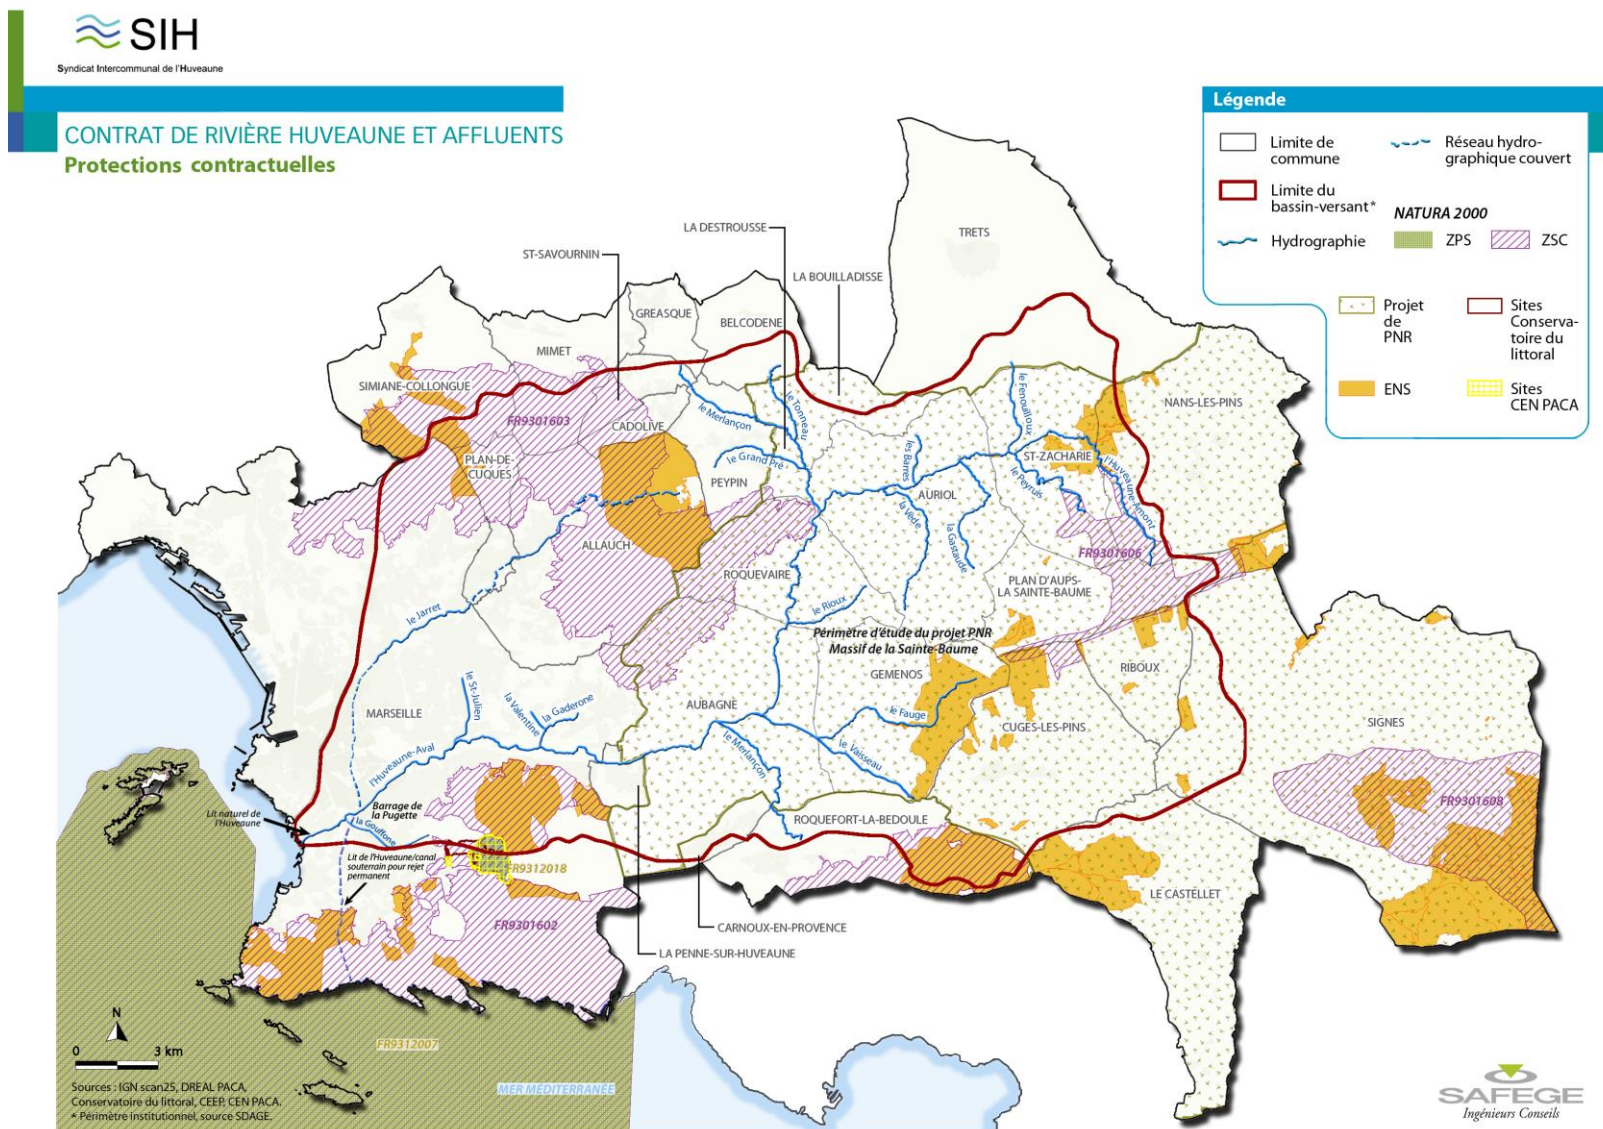 SIH
Syndicat Intercommunal de l'Huveaune
CONTRAT DE RIVIÈRE HUVEAUNE ET AFFLUENTS
Protections contractuelles
Légende
Limite de
commune
Réseau hydro-
graphique couvert
Limite du
bassin-versant*
NATURA 2000
Hydrographie
ZPS
ZSC
Projet
de
PNR
Sites
Conserva-
toire du
littoral
ENS
Sites
CEN PACA
TRETS
LA DESTROUSSE
ST-SAVOURNIN
LA BOUILLADISSE
GREASQUE
BELCODENE
MIMET
SIMIANE-COLLONGUE
NANS-LES-PINS
FR9301603
CADOLIVE
le Merlançon
le Tonneau
le Fenouilloux
les Barres
PLAN-DE-
CUQUES
le Grand Pré
PEYPIN
ST-ZACHARIE
l'Huveaune-Amont
le Peyruis
AURIOL
la Vède
la Gastaude
ALLAUCH
FR9301606
ROQUEVAIRE
PLAN D'AUPS-
LA SAINTE-BAUME
le Jarret
le Rioux
Périmètre d'étude du projet PNR
Massif de la Sainte-Baume
GEMENOS
RIBOUX
le St-Julien
la Valentine
la Gaderone
MARSEILLE
AUBAGNE
le Fauge
CUGES-LES-PINS
SIGNES
l'Huveaune-Aval
le Merlançon
le Vaisseau
Lit naturel de
l'Huveaune
Barrage de
la Pugette
la Gouffone
ROQUEFORT-LA-BEDOULE
FR9301608
Lit de l'Huveaune/canal
souterrain pour rejet
permanent
FR9312018
LE CASTELLET
FR9301602
CARNOUX-EN-PROVENCE
LA PENNE-SUR-HUVEAUNE
N
0 3 km
FR9312007
MER MÉDITERRANÉE
Sources : IGN scan25, DREAL PACA,
Conservatoire du littoral, CEEP, CEN PACA.
* Périmètre institutionnel, source SDAGE.
SAFEGE
Ingénieurs Conseils